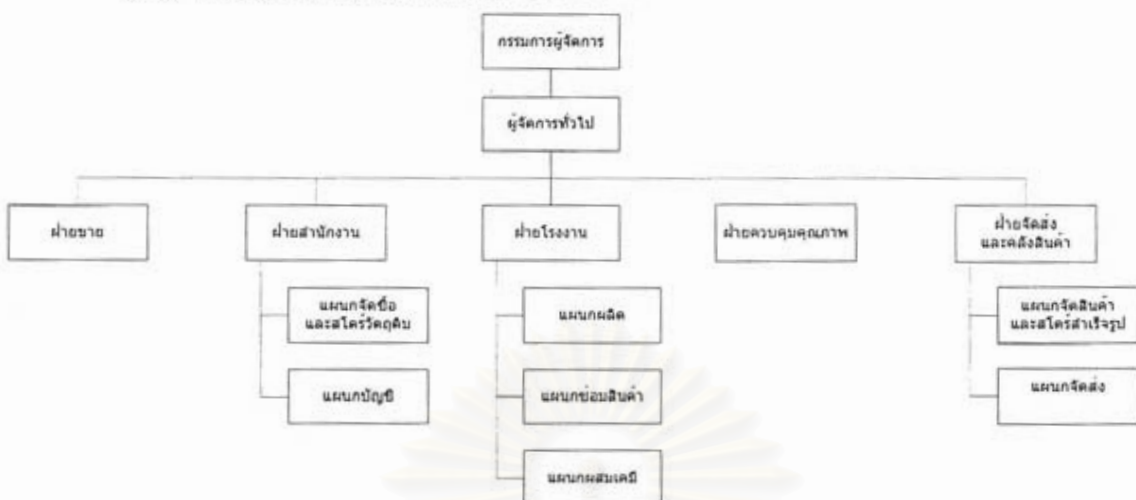 กรรมการผู้จัดการ
ผู้จัดการทั่วไป
ฝ่ายขาย
ฝ่ายสำนักงาน
ฝ่ายโรงงาน
ฝ่ายควบคุมคุณภาพ
ฝ่ายจัดส่ง
และคลังสินค้า
แผนกจัดซื้อ
และสโตร์วัตถุดิบ
แผนกบัญชี
แผนกผลิต
แผนกซ่อมสินค้า
แผนกผสมเคมี
แผนกจัดสินค้า
และสโตร์สำเร็จรูป
แผนกจัดส่ง